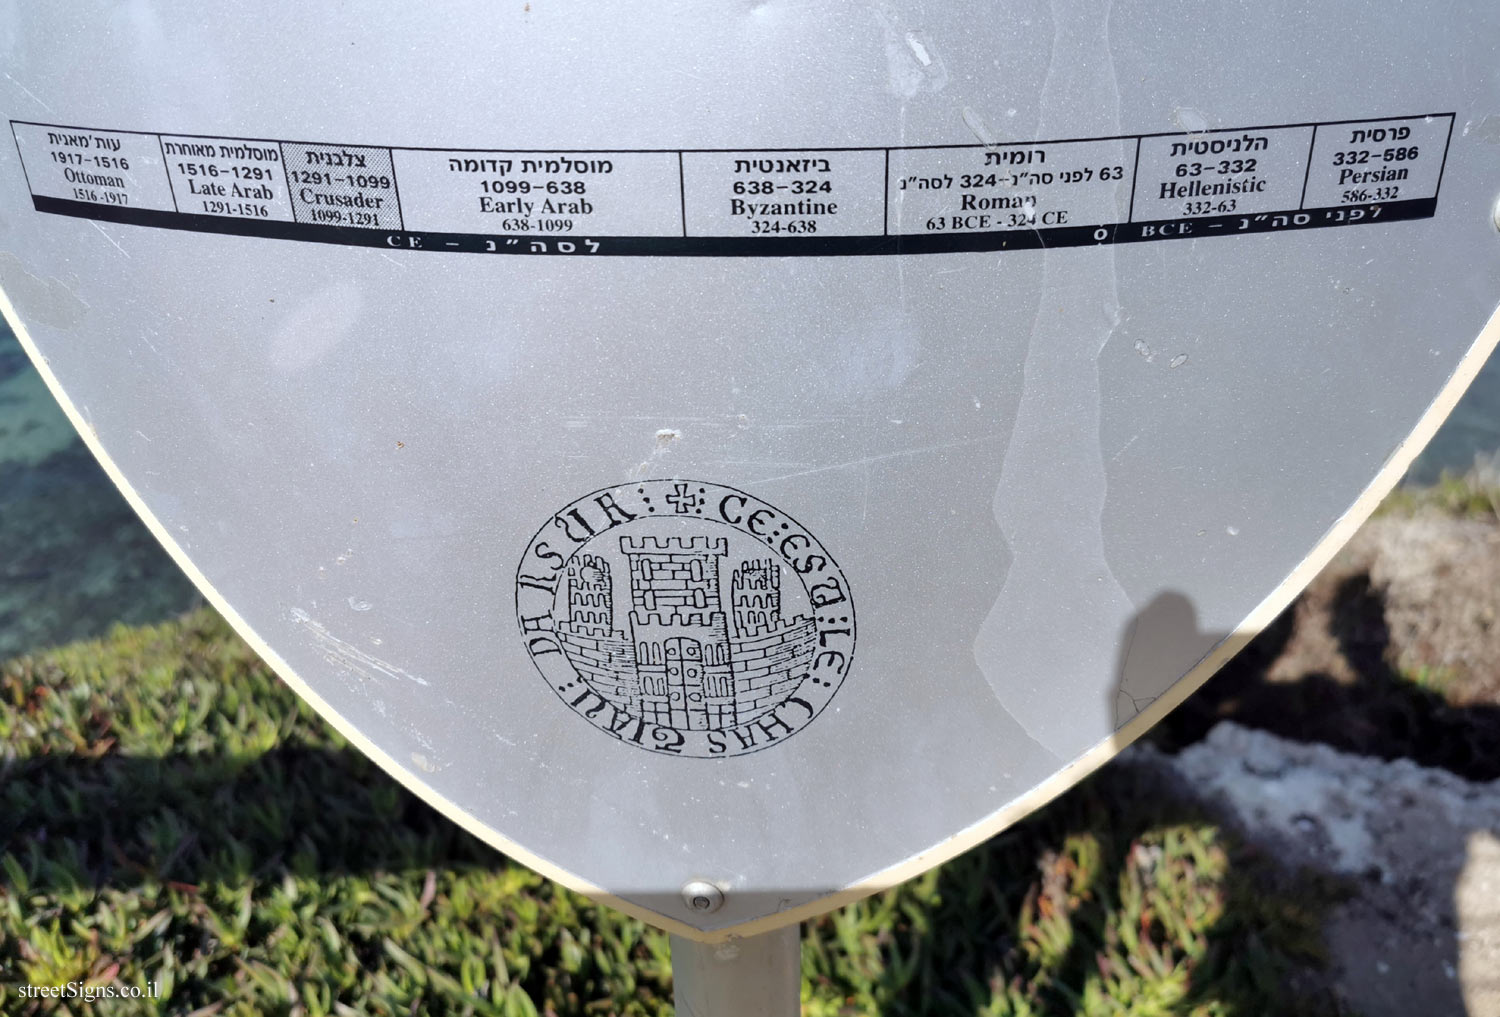 פרסית
332-586
Persian
586-332
הלניסטית
63-332
Hellenistic
332-63
רומית
63 לפני סה״נ-324 לסה״נ
Roman
63 BCE - 324 CE
ביזאנטית
638-324
Byzantine
324-638
מוסלמית קדומה
1099-638
Early Arab
638-1099
צלבנית
1291-1099
Crusader
1099-1291
מוסלמית מאוחרת
1516-1291
Late Arab
1291-1516
עות'מאנית
1917-1516
Ottoman
1516-1917
לפני סה״נ - BCE
0
לסה״נ - CE
streetSigns.co.il